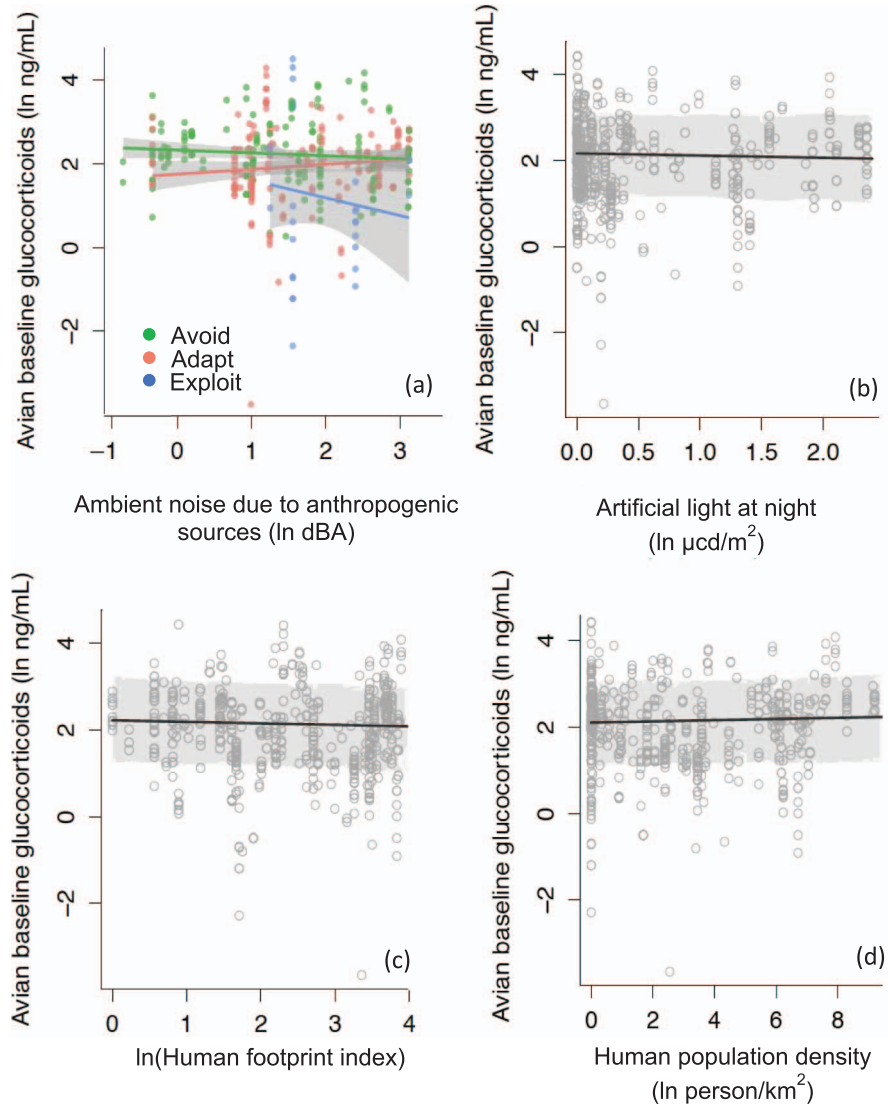 Avian baseline glucocorticoids (ln ng/mL)
4
2
0
−2
Avoid
Adapt
Exploit
(a)
−1
0
1
2
3
Ambient noise due to anthropogenic
sources (ln dBA)
Avian baseline glucocorticoids (ln ng/mL)
4
2
0
−2
(b)
0.0
0.5
1.0
1.5
2.0
Artificial light at night
(ln µcd/m²)
Avian baseline glucocorticoids (ln ng/mL)
4
2
0
−2
(c)
0
1
2
3
4
ln(Human footprint index)
Avian baseline glucocorticoids (ln ng/mL)
4
2
0
−2
(d)
0
2
4
6
8
Human population density
(ln person/km²)